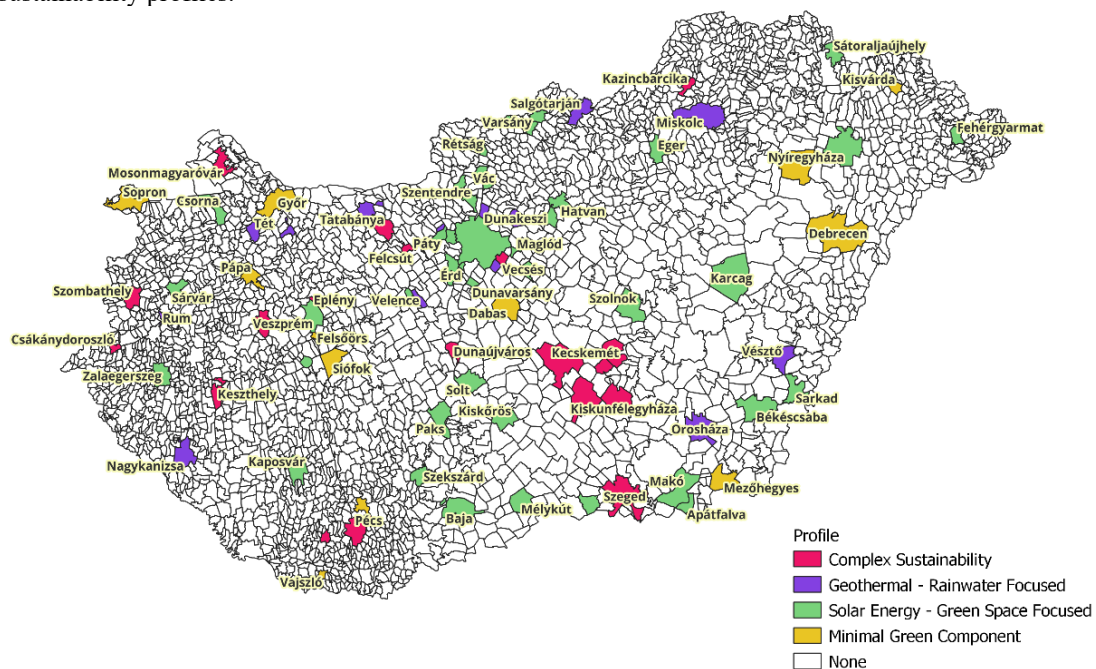 sustainability profiles.
Sátoraljaújhely
Kazincbarcika
Kisvárda
Salgótarján
Varsány
Miskolc
Fehérgyarmat
Rétság
Eger
Nyíregyháza
Mosonmagyaróvár
Vác
Sopron
Szentendre
Csorna
Győr
Hatvan
Tatabánya
Dunakeszi
Tét
Debrecen
Páty
Maglód
Felcsút
Pápa
Érd
Vecsés
Karcag
Szombathely
Sárvár
Eplény
Velence
Dunavarsány
Szolnok
Rum
Dabas
Veszprém
Csákánydoroszló
Felsőörs
Dunaújváros
Kecskemét
Vésztő
Siófok
Zalaegerszeg
Solt
Keszthely
Sarkad
Kiskőrös
Kiskunfélegyháza
Békéscsaba
Paks
Orosháza
Nagykanizsa
Kaposvár
Szekszárd
Makó
Mezőhegyes
Szeged
Mélykút
Apátfalva
Baja
Pécs
Vajszló
Profile
Complex Sustainability
Geothermal - Rainwater Focused
Solar Energy - Green Space Focused
Minimal Green Component
None